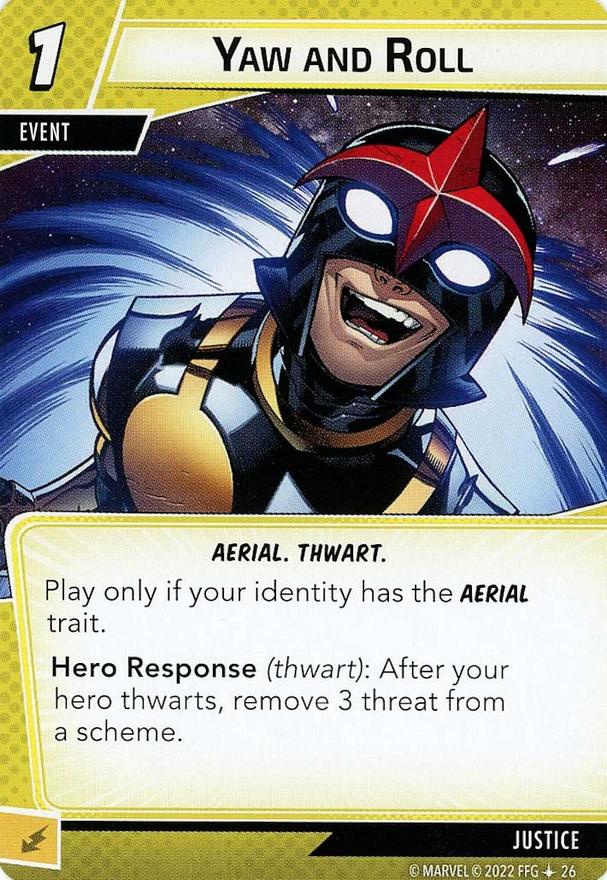 1
YAW AND ROLL
EVENT
AERIAL. THWART.
Play only if your identity has the AERIAL
trait.
Hero Response (thwart): After your
hero thwarts, remove 3 threat from
a scheme.
JUSTICE
© MARVEL © 2022 FFG 26